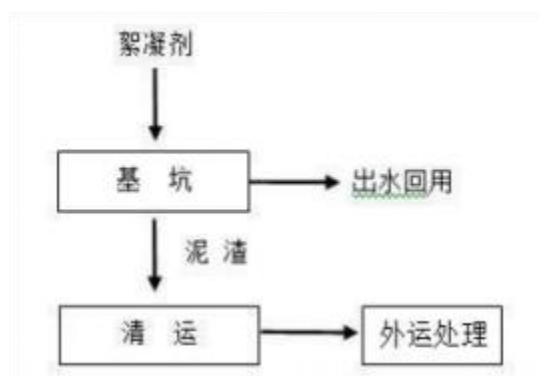 絮凝剂
基 坑
出水回用
泥 渣
清 运
外运处理